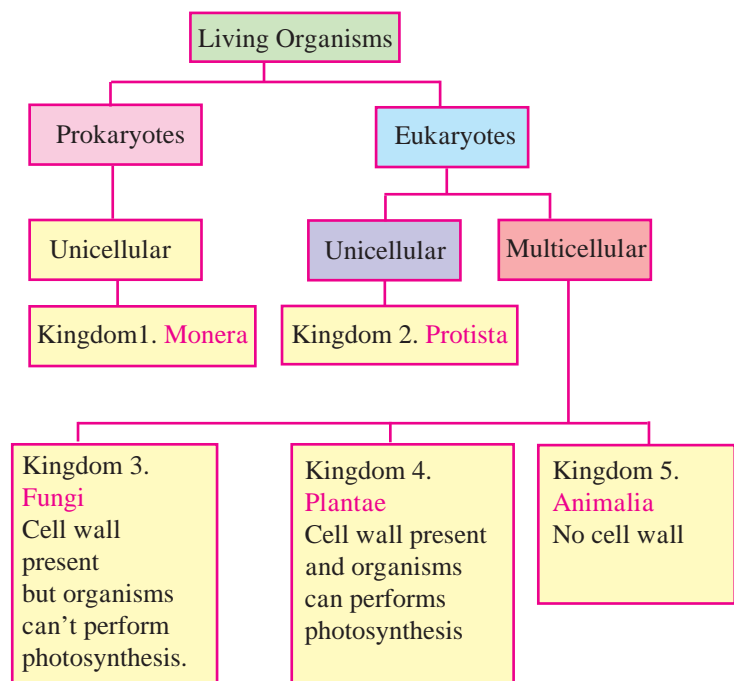 Living Organisms
Prokaryotes
Eukaryotes
Unicellular
Unicellular
Multicellular
Kingdom1. Monera
Kingdom 2. Protista
Kingdom 3.
Fungi
Cell wall
present
but organisms
can't perform
photosynthesis.
Kingdom 4.
Plantae
Cell wall present
and organisms
can performs
photosynthesis
Kingdom 5.
Animalia
No cell wall